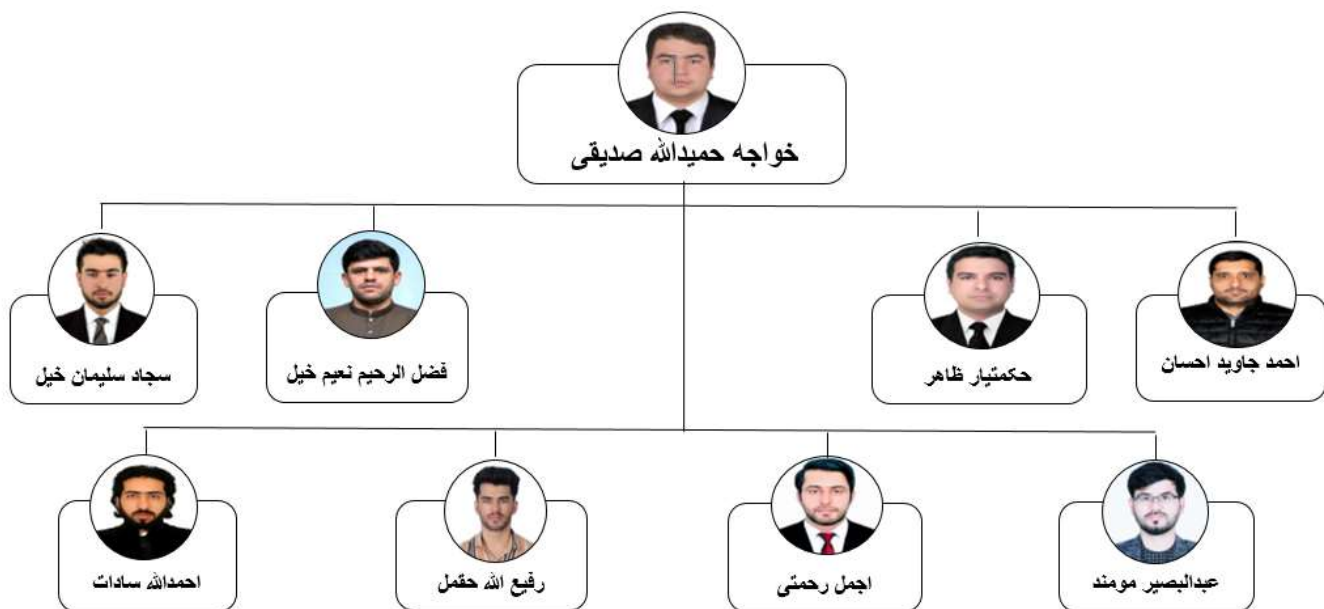 خواجه حمیدالله صدیقی
احمد جاوید احسان
حکمتیار ظاهر
فضل الرحیم نعیم خیل
سجاد سلیمان خیل
عبدالبصیر مومند
اجمل رحمتی
رفیع الله حقمل
احمدالله سادات